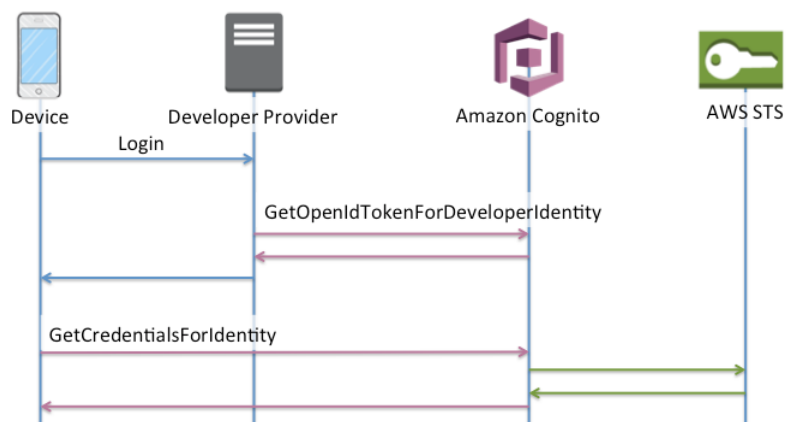 Device
Developer Provider
Amazon Cognito
AWS STS
Login
GetOpenIdTokenForDeveloperIdentity
GetCredentialsForIdentity